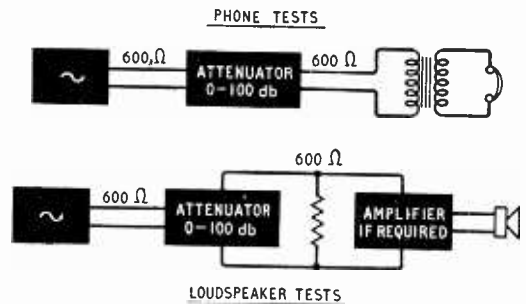 PHONE TESTS
600 Ω
600 Ω
ATTENUATOR
0-100 db
600 Ω
600 Ω
ATTENUATOR
0-100 db
AMPLIFIER
IF REQUIRED
LOUDSPEAKER TESTS